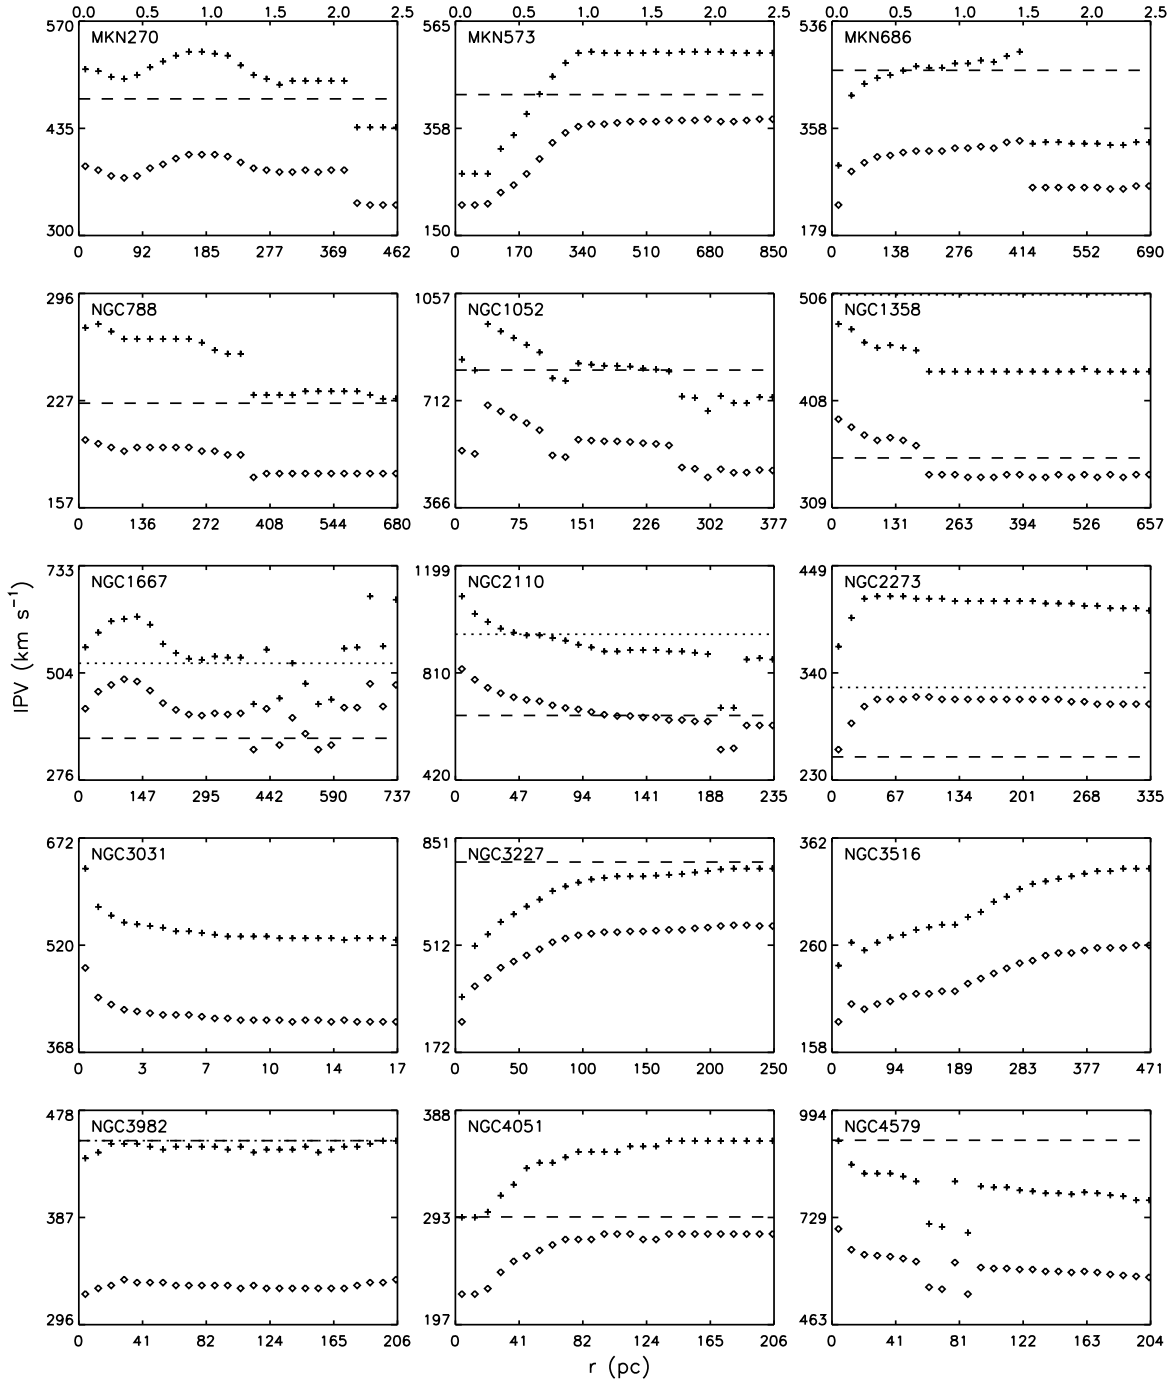 0.0 0.5 1.0 1.5 2.0 2.5 0.0 0.5 1.0 1.5 2.0 2.5 0.0 0.5 1.0 1.5 2.0 2.5
570 MKN270 565 MKN573 536 MKN686
435 358 358
300 150 179
0 92 185 277 369 462 0 170 340 510 680 850 0 138 276 414 552 690
296 NGC788 1057 NGC1052 506 NGC1358
227 712 408
157 366 309
0 136 272 408 544 680 0 75 151 226 302 377 0 131 263 394 526 657
733 NGC1667 1199 NGC2110 449 NGC2273
IPV (km s⁻¹)
504 810 340
276 420 230
0 147 295 442 590 737 0 47 94 141 188 235 0 67 134 201 268 335
672 NGC3031 851 NGC3227 362 NGC3516
520 512 260
368 172 158
0 3 7 10 14 17 0 50 100 150 200 250 0 94 189 283 377 471
478 NGC3982 388 NGC4051 994 NGC4579
387 293 729
296 197 463
0 41 82 124 165 206 0 41 82 124 165 206 0 41 81 122 163 204
r (pc)